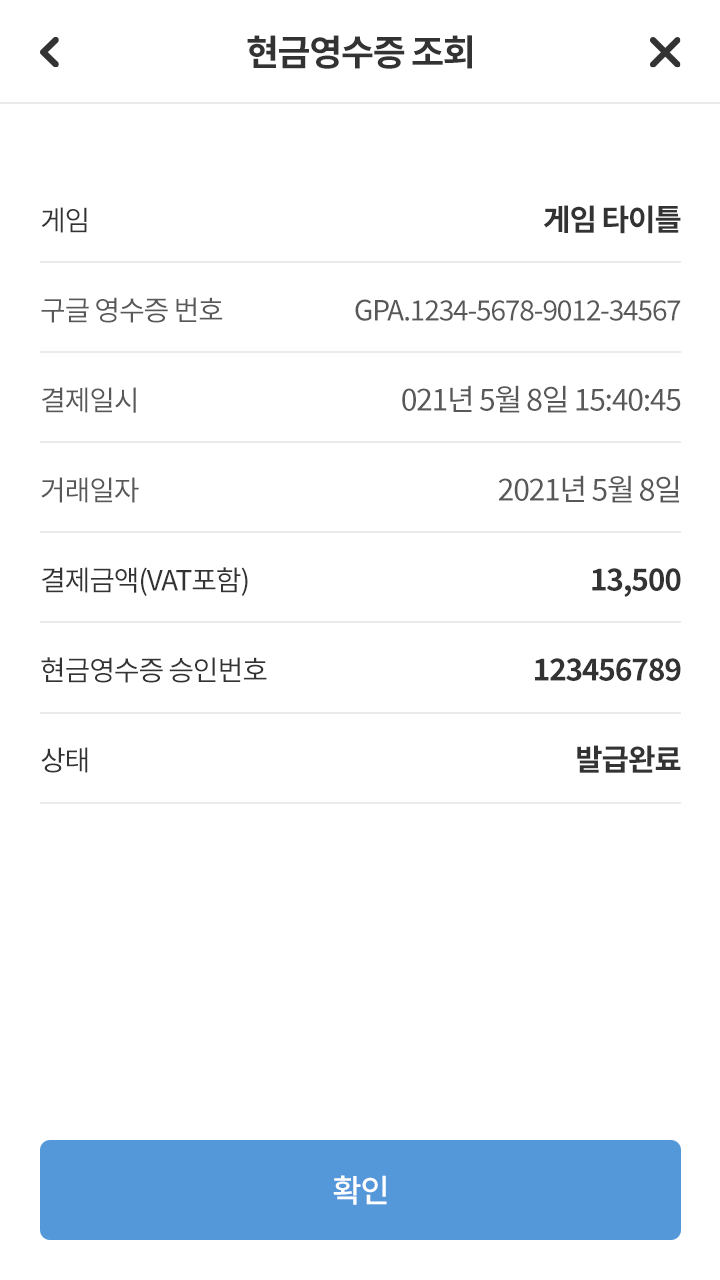 현금영수증 조회
게임 게임 타이틀
구글 영수증 번호 GPA.1234-5678-9012-34567
결제일시 021년 5월 8일 15:40:45
거래일자 2021년 5월 8일
결제금액(VAT포함) 13,500
현금영수증 승인번호 123456789
상태 발급완료
확인